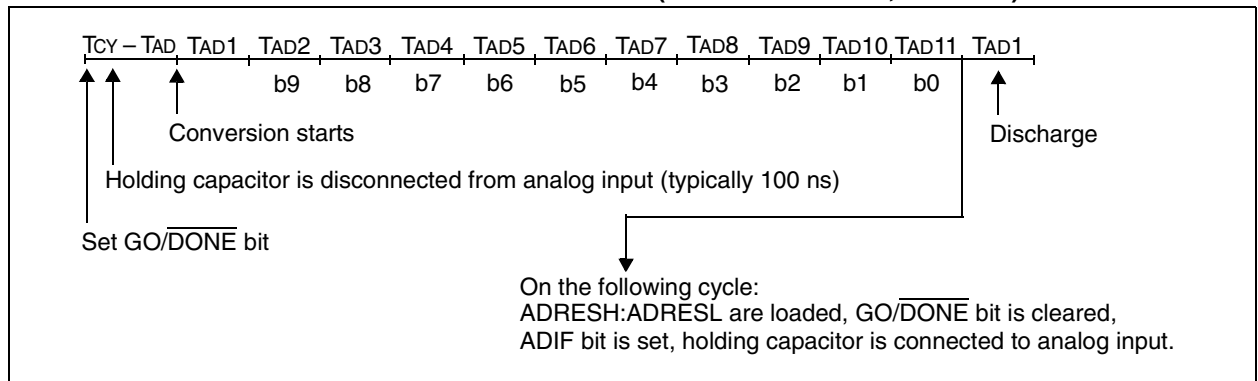 TCY – TAD TAD1 TAD2 TAD3 TAD4 TAD5 TAD6 TAD7 TAD8 TAD9 TAD10 TAD11 TAD1
b9 b8 b7 b6 b5 b4 b3 b2 b1 b0
Conversion starts
Discharge
Holding capacitor is disconnected from analog input (typically 100 ns)
Set GO/DONE bit
On the following cycle:
ADRESH:ADRESL are loaded, GO/DONE bit is cleared,
ADIF bit is set, holding capacitor is connected to analog input.